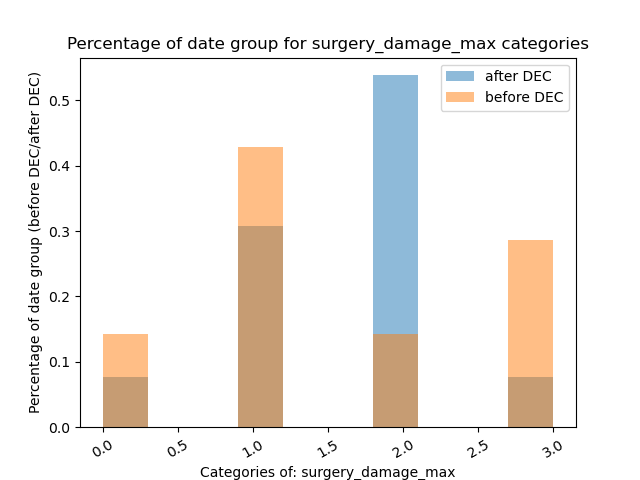 Percentage of date group for surgery_damage_max categories
after DEC
before DEC
Percentage of date group (before DEC/after DEC)
0.5
0.4
0.3
0.2
0.1
0.0
0.0 0.5 1.0 1.5 2.0 2.5 3.0
Categories of: surgery_damage_max